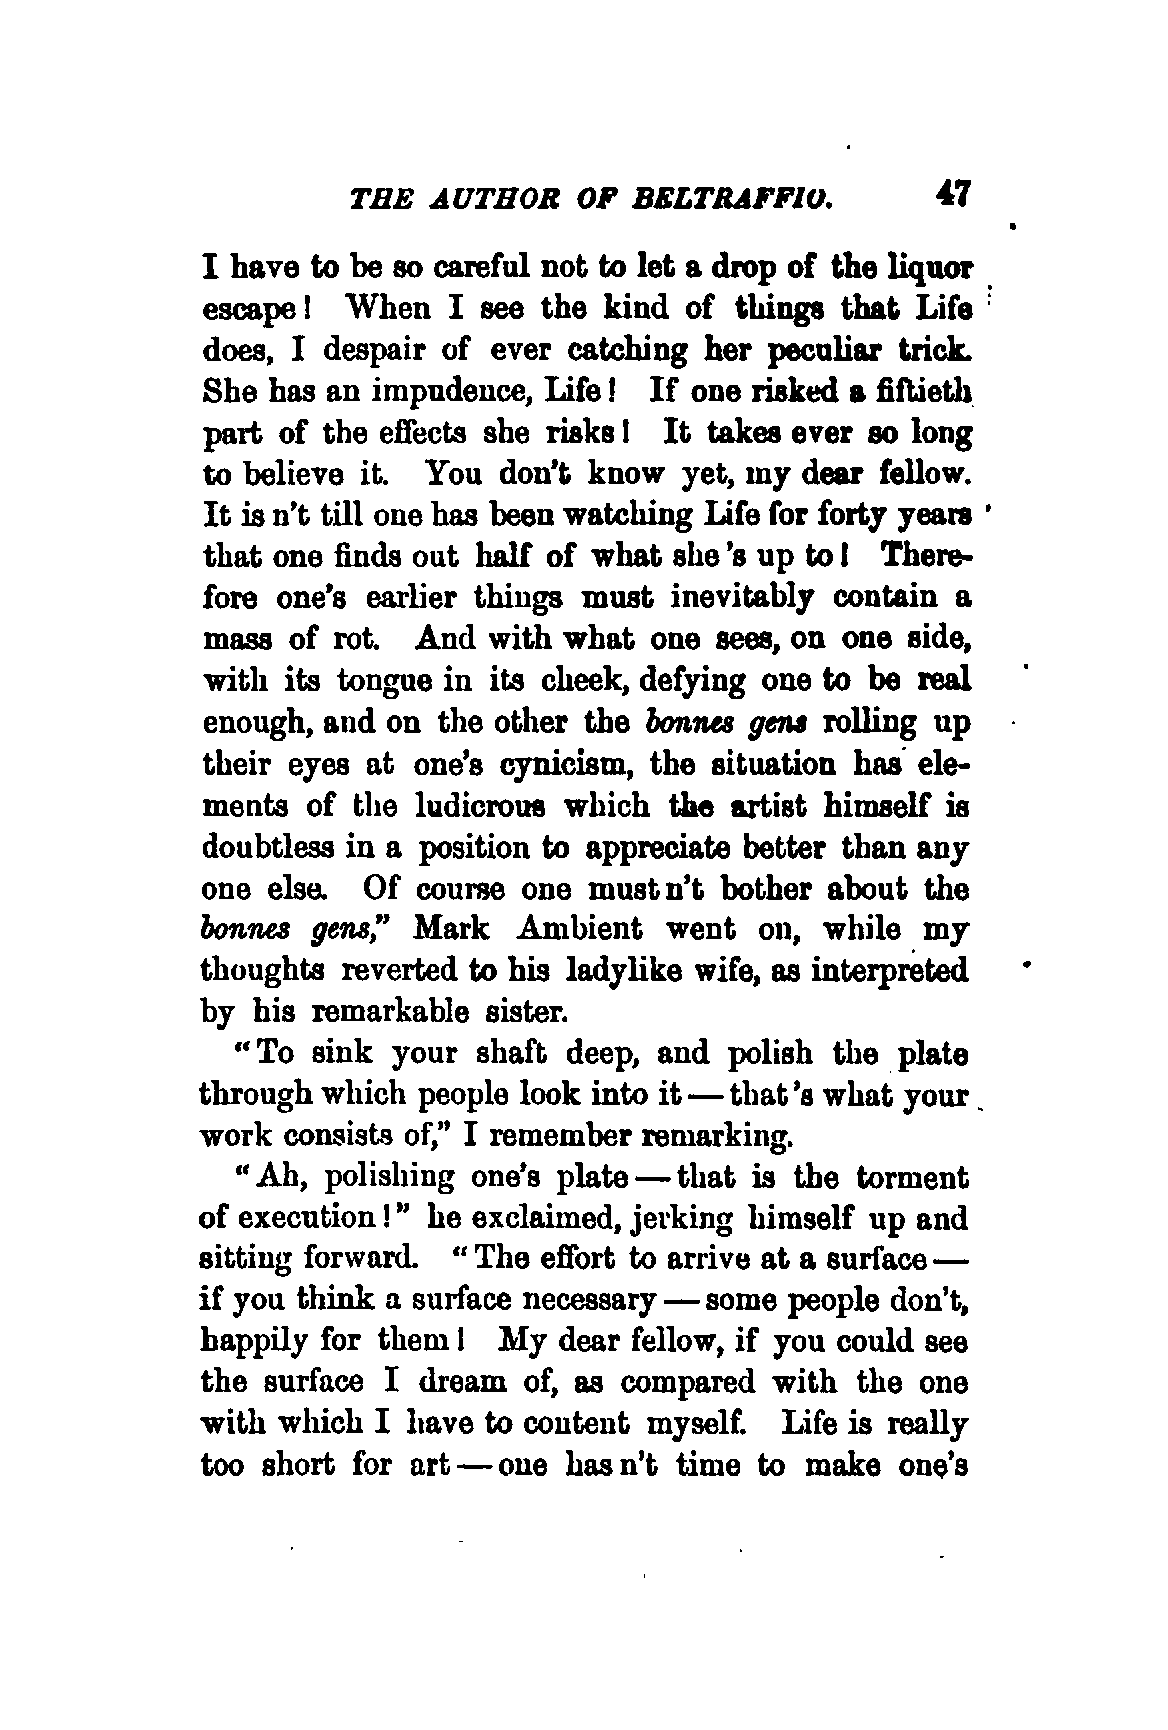 THE AUTHOR OF BELTRAFFIO. 47
I have to be so careful not to let a drop of the liquor
escape! When I see the kind of things that Life
does, I despair of ever catching her peculiar trick.
She has an impudence, Life! If one risked a fiftieth
part of the effects she risks! It takes ever so long
to believe it. You don't know yet, my dear fellow.
It is n't till one has been watching Life for forty years
that one finds out half of what she 's up to! There-
fore one's earlier things must inevitably contain a
mass of rot. And with what one sees, on one side,
with its tongue in its cheek, defying one to be real
enough, and on the other the bonnes gens rolling up
their eyes at one's cynicism, the situation has ele-
ments of the ludicrous which the artist himself is
doubtless in a position to appreciate better than any
one else. Of course one must n't bother about the
bonnes gens," Mark Ambient went on, while my
thoughts reverted to his ladylike wife, as interpreted
by his remarkable sister.
"To sink your shaft deep, and polish the plate
through which people look into it — that 's what your
work consists of," I remember remarking.
"Ah, polishing one's plate — that is the torment
of execution!" he exclaimed, jerking himself up and
sitting forward. "The effort to arrive at a surface —
if you think a surface necessary — some people don't,
happily for them! My dear fellow, if you could see
the surface I dream of, as compared with the one
with which I have to content myself. Life is really
too short for art — one has n't time to make one's